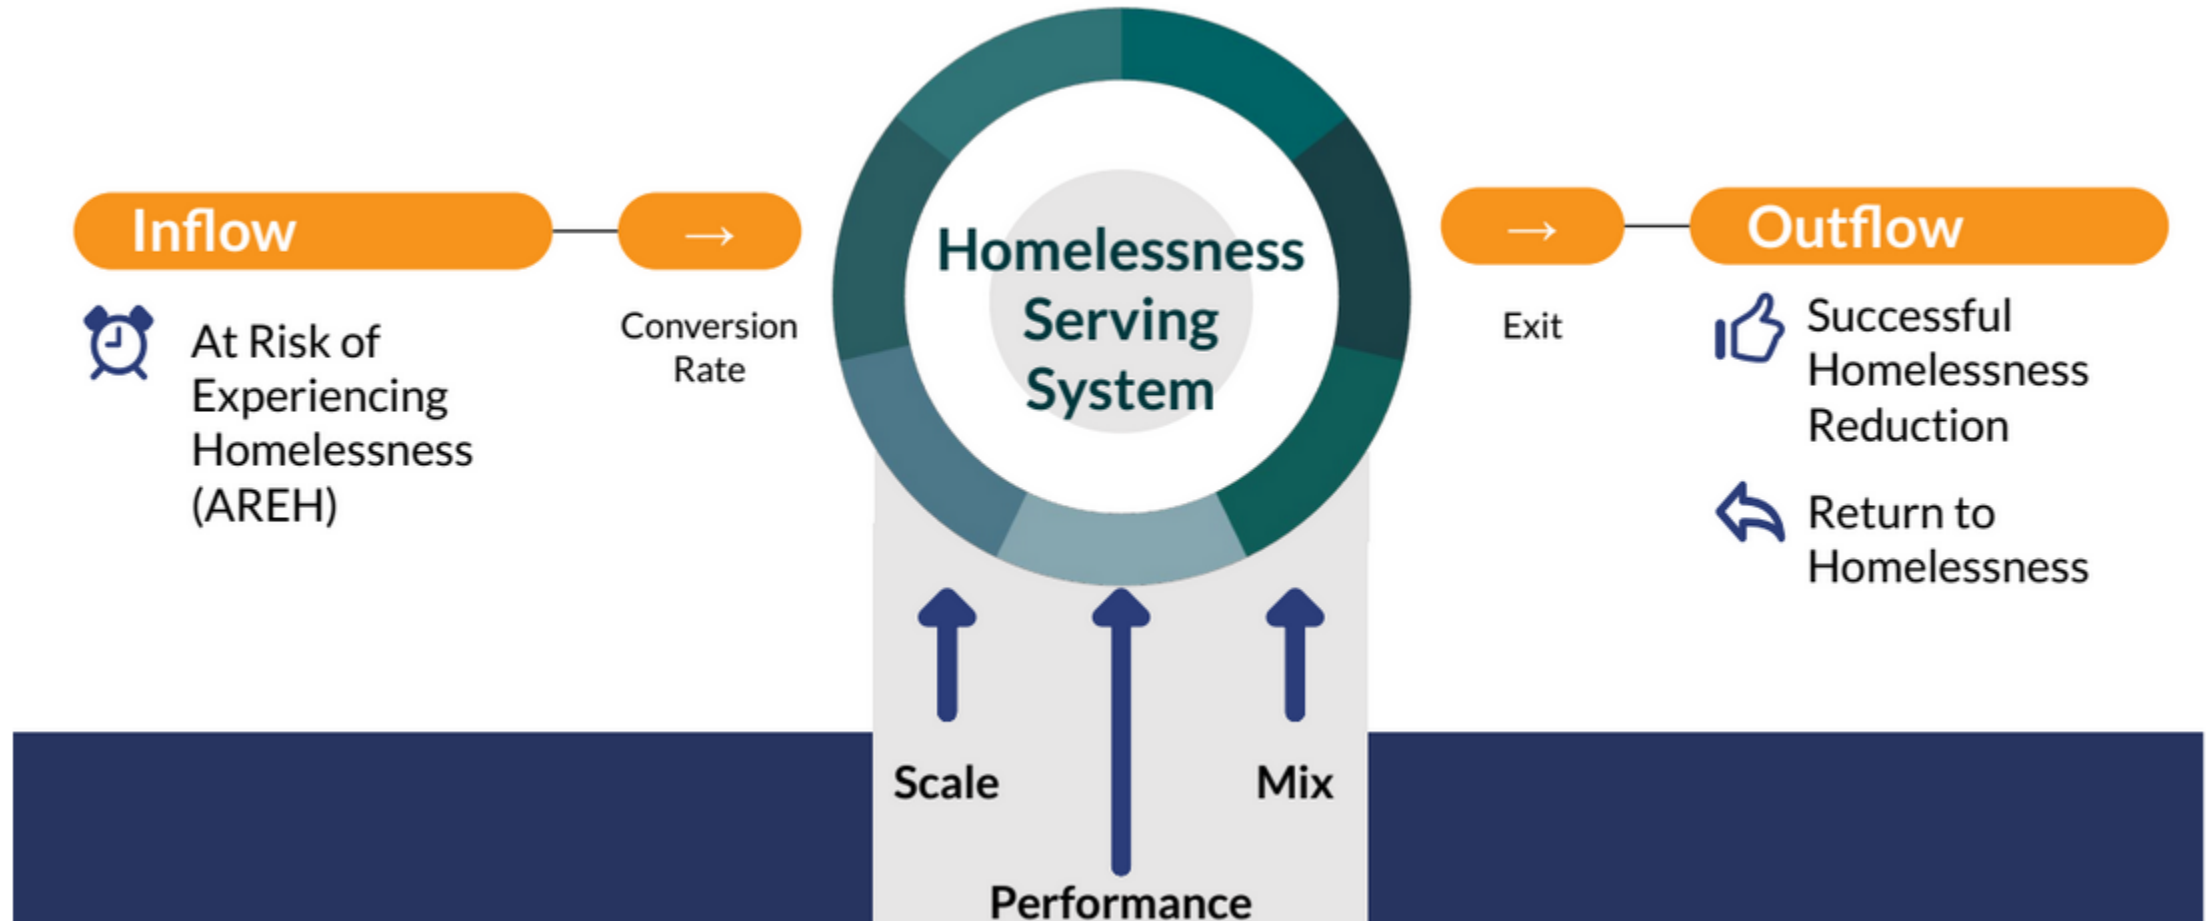 Inflow
→
At Risk of
Experiencing
Homelessness
(AREH)
Conversion
Rate
Homelessness
Serving
System
→
Exit
Outflow
Successful
Homelessness
Reduction
Return to
Homelessness
Scale
Mix
Performance